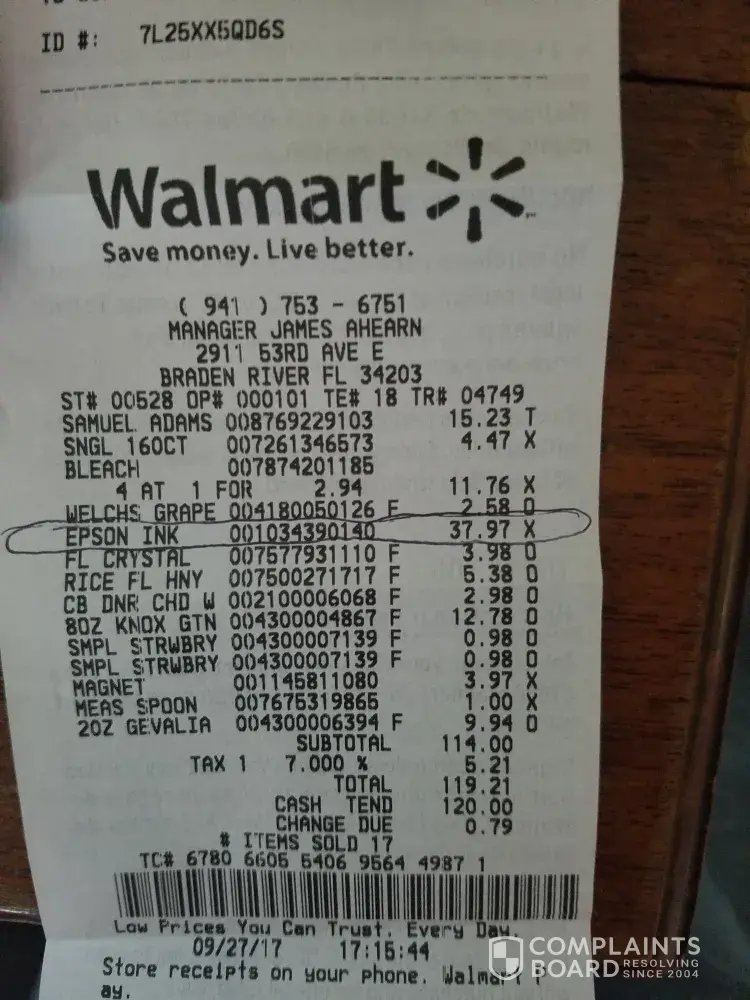 ID #: 7L25XX5QD6S
Walmart
Save money. Live better.
( 941 ) 753 - 6751
MANAGER JAMES AHEARN
2911 53RD AVE E
BRADEN RIVER FL 34203
ST# 00528 OP# 000101 TE# 18 TR# 04749
SAMUEL ADAMS 008769229103 15.23 T
SNGL 160CT 007261346573 4.47 X
BLEACH 007874201185
4 AT 1 FOR 2.94 11.76 X
WELCHS GRAPE 004180050126 F 2.58 O
EPSON INK 001034390140 37.97 X
FL CRYSTAL 007577931110 F 3.98 O
RICE FL HNY 007500271717 F 5.38 O
CB DNR CHD W 002100006068 F 2.98 O
80Z KNOX GTN 004300004867 F 12.78 O
SMPL STRWBRY 004300007139 F 0.98 O
SMPL STRWBRY 004300007139 F 0.98 O
MAGNET 001145811080 3.97 X
MEAS SPOON 007675319865 1.00 X
20Z GEVALIA 004300006394 F 9.94 O
SUBTOTAL 114.00
TAX 1 7.000 % 5.21
TOTAL 119.21
CASH TEND 120.00
CHANGE DUE 0.79
# ITEMS SOLD 17
TC# 6780 6605 5406 9564 4987 1
Low Prices You Can Trust. Every Day.
09/27/17 17:15:44
Store receipts on your phone. Walmart
ay.
COMPLAINTS
BOARD RESOLVING
SINCE 2004